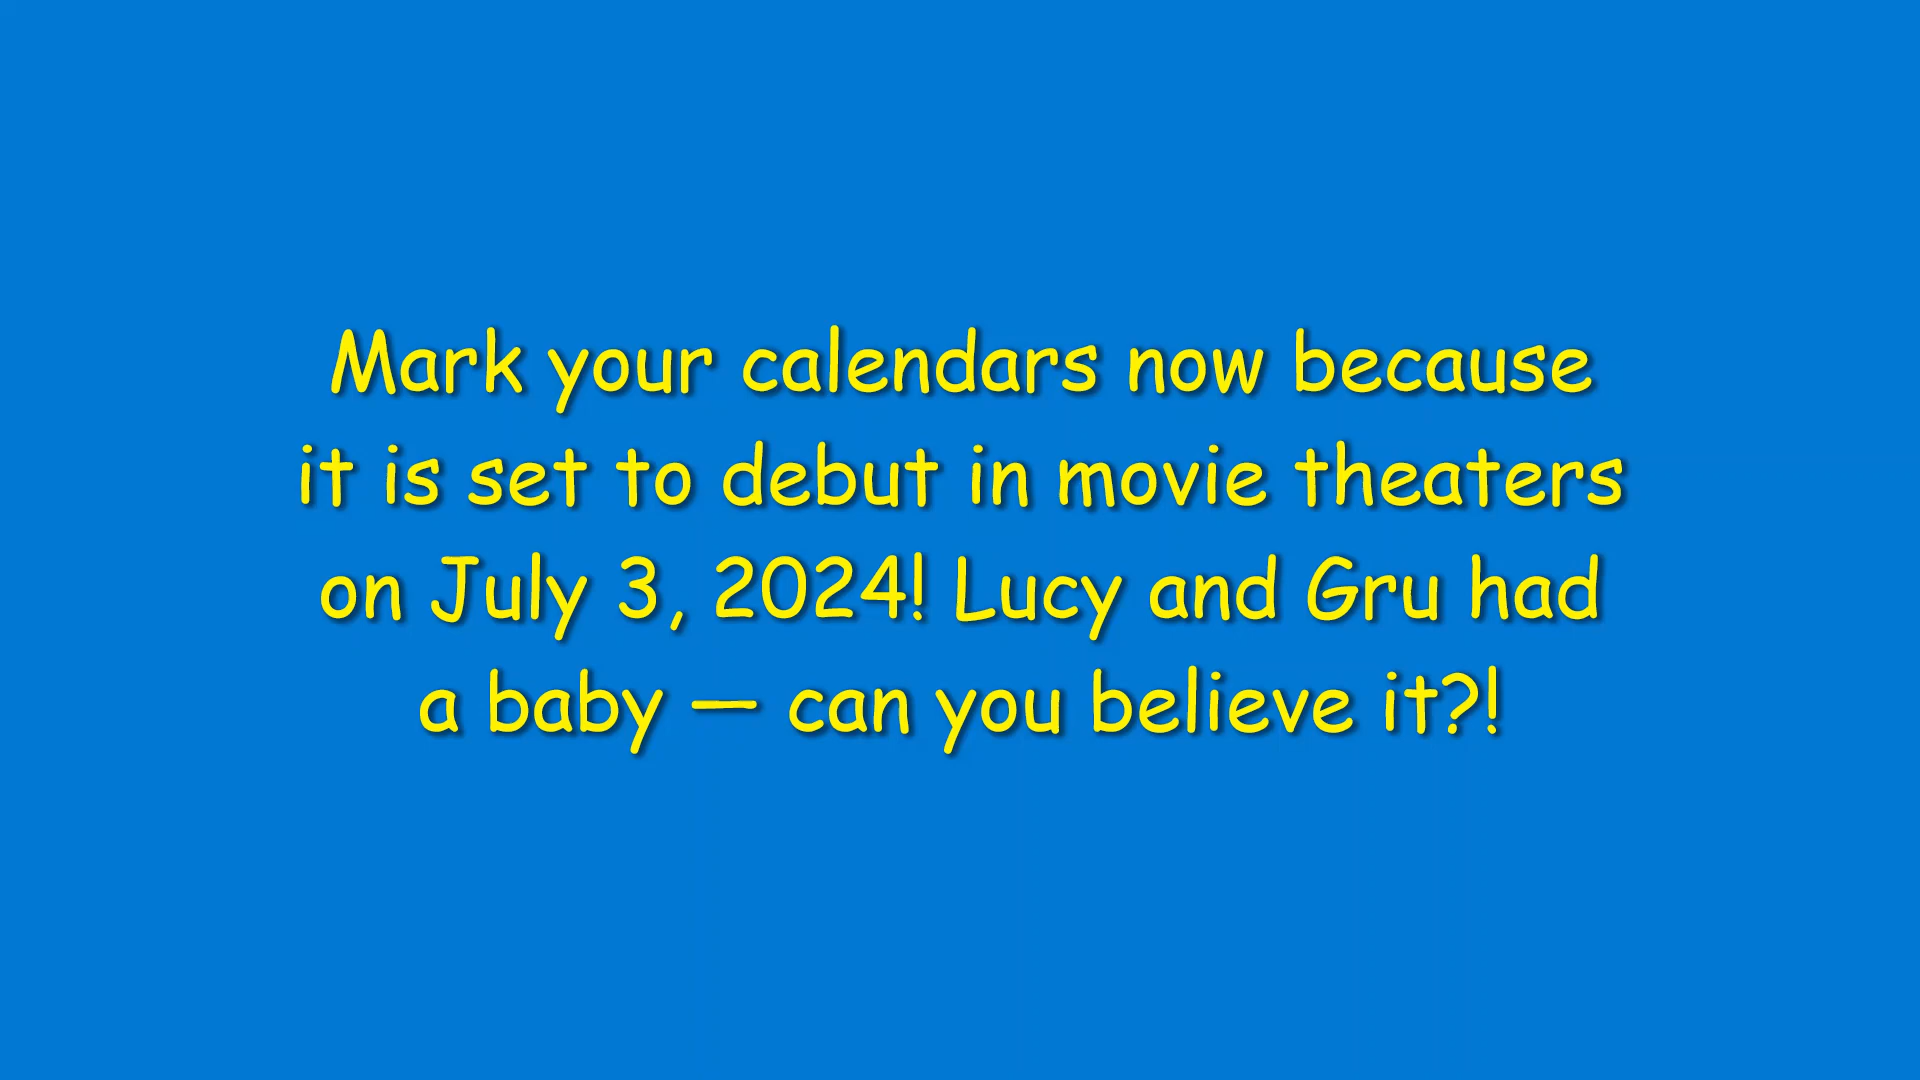 Mark your calendars now because
it is set to debut in movie theaters
on July 3, 2024! Lucy and Gru had
a baby — can you believe it?!